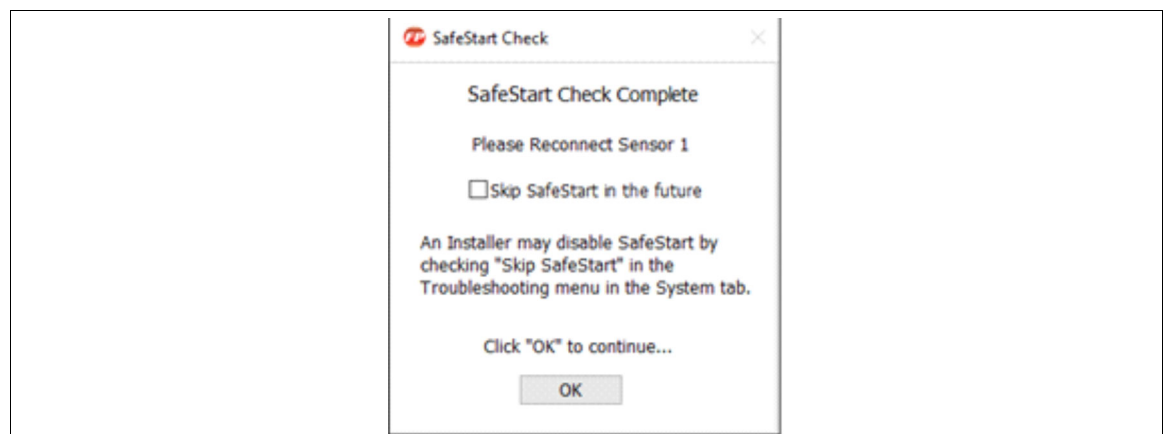 SafeStart Check
SafeStart Check Complete
Please Reconnect Sensor 1
Skip SafeStart in the future
An Installer may disable SafeStart by
checking "Skip SafeStart" in the
Troubleshooting menu in the System tab.
Click "OK" to continue...
OK